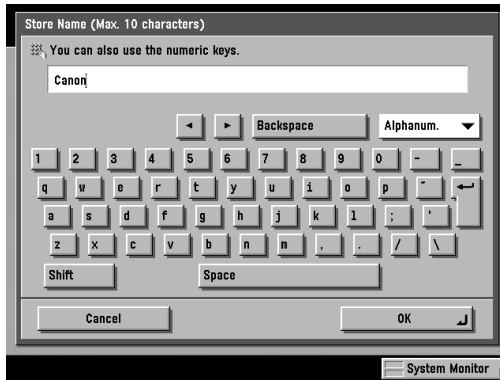 Store Name (Max. 10 characters)
You can also use the numeric keys.
Canon
◄ ► Backspace Alphanum.
1 2 3 4 5 6 7 8 9 0 - _
q w e r t y u i o p ~
a s d f g h j k l ; '
z x c v b n m , . / \
Shift Space
Cancel OK
System Monitor